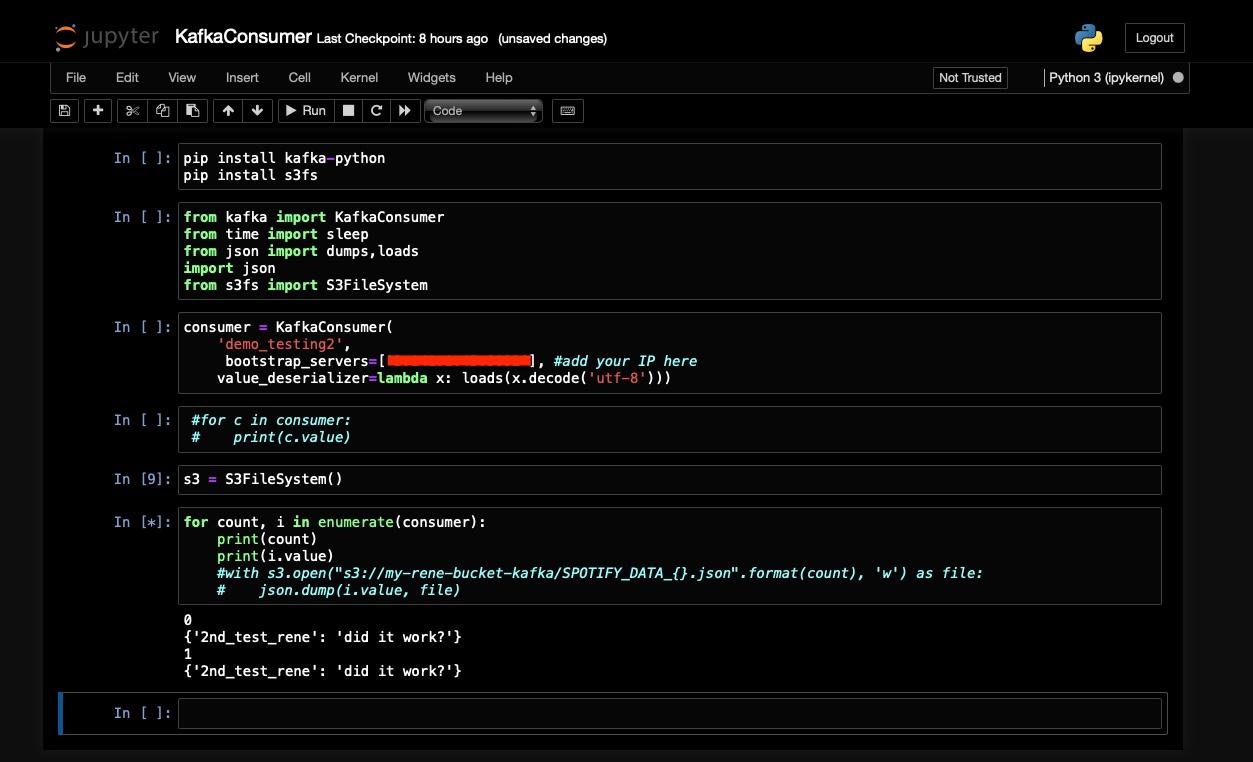 jupyter KafkaConsumer Last Checkpoint: 8 hours ago (unsaved changes) Logout
File Edit View Insert Cell Kernel Widgets Help Not Trusted Python 3 (ipykernel)
Run Code
In [ ]: pip install kafka-python
pip install s3fs
In [ ]: from kafka import KafkaConsumer
from time import sleep
from json import dumps,loads
import json
from s3fs import S3FileSystem
In [ ]: consumer = KafkaConsumer(
    'demo_testing2',
     bootstrap_servers=[ ], #add your IP here
    value_deserializer=lambda x: loads(x.decode('utf-8')))
In [ ]: #for c in consumer:
#    print(c.value)
In [9]: s3 = S3FileSystem()
In [*]: for count, i in enumerate(consumer):
    print(count)
    print(i.value)
    #with s3.open("s3://my-rene-bucket-kafka/SPOTIFY_DATA_{}.json".format(count), 'w') as file:
    #    json.dump(i.value, file)
0
{'2nd_test_rene': 'did it work?'}
1
{'2nd_test_rene': 'did it work?'}
In [ ]: